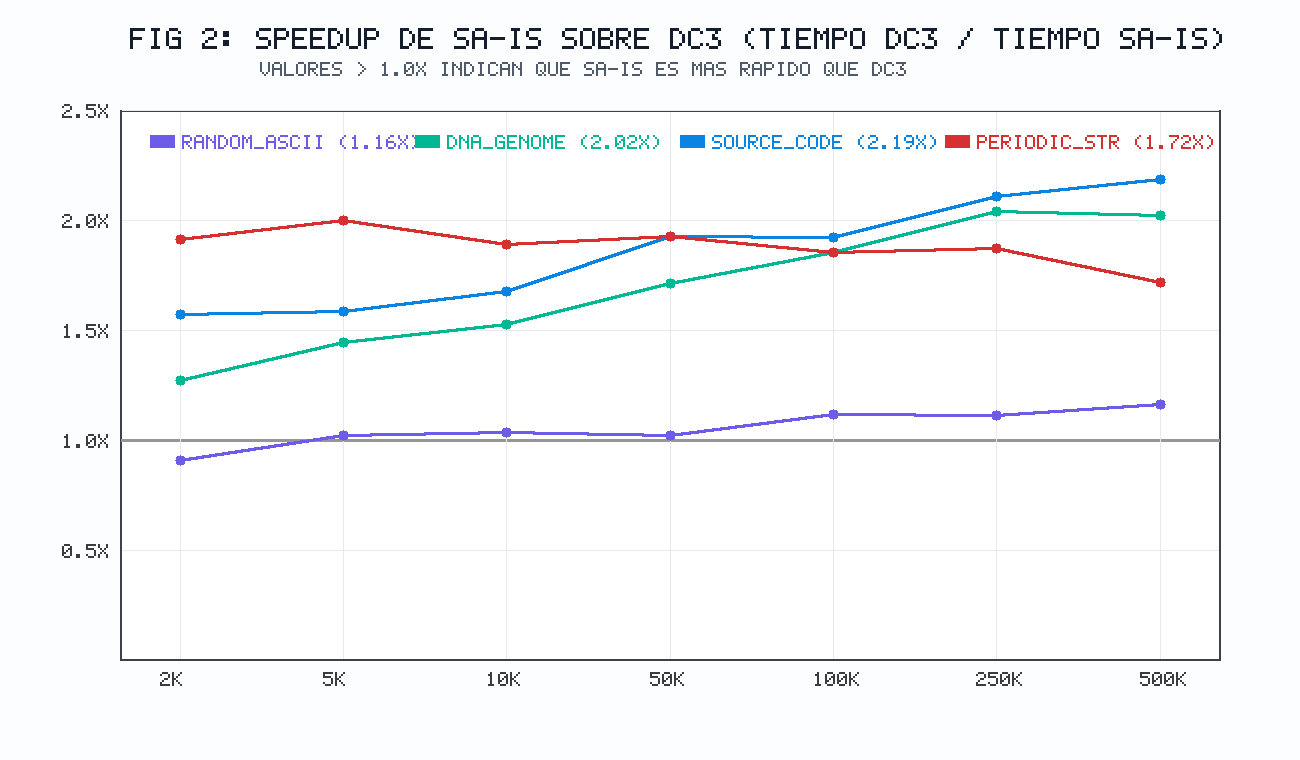 FIG 2: SPEEDUP DE SA-IS SOBRE DC3 (TIEMPO DC3 / TIEMPO SA-IS)
VALORES > 1.0X INDICAN QUE SA-IS ES MAS RAPIDO QUE DC3
2.5X
RANDOM_ASCII (1.16X) DNA_GENOME (2.02X) SOURCE_CODE (2.19X) PERIODIC_STR (1.72X)
2.0X
1.5X
1.0X
0.5X
2K 5K 10K 50K 100K 250K 500K